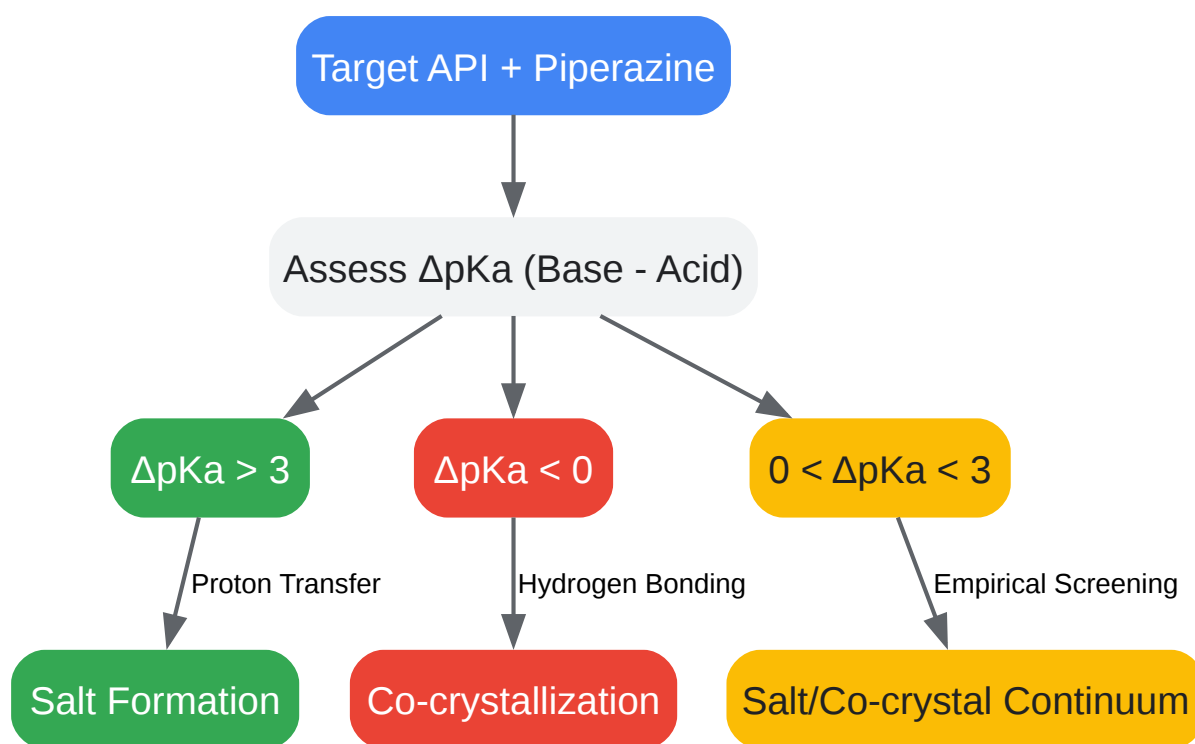 Target API + Piperazine
Assess ΔpKa (Base - Acid)
ΔpKa > 3
ΔpKa < 0
0 < ΔpKa < 3
Proton Transfer
Hydrogen Bonding
Empirical Screening
Salt Formation
Co-crystallization
Salt/Co-crystal Continuum